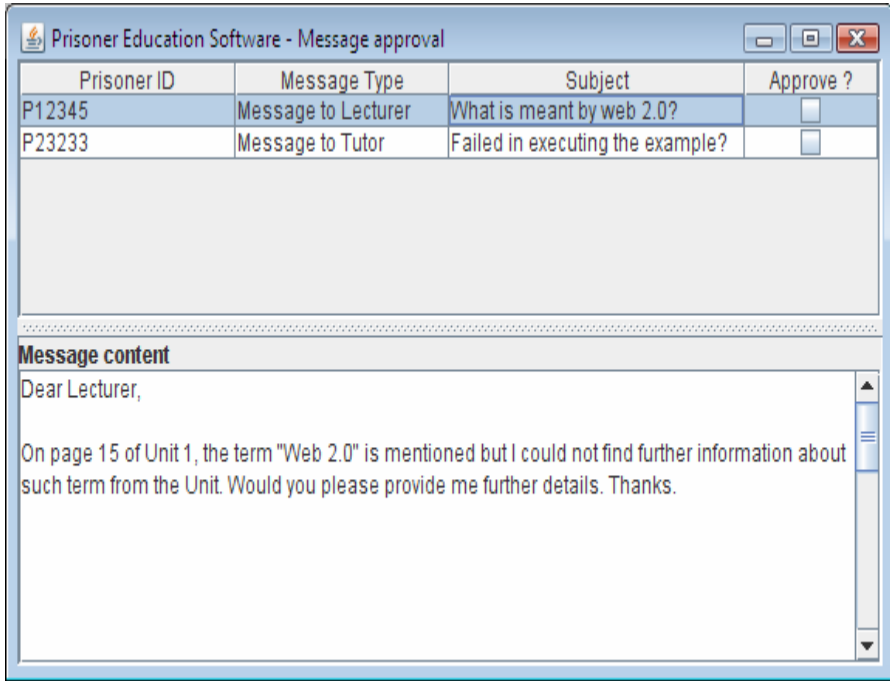 Prisoner Education Software - Message approval
Prisoner ID Message Type Subject Approve ?
P12345 Message to Lecturer What is meant by web 2.0?
P23233 Message to Tutor Failed in executing the example?
Message content
Dear Lecturer,
On page 15 of Unit 1, the term "Web 2.0" is mentioned but I could not find further information about
such term from the Unit. Would you please provide me further details. Thanks.